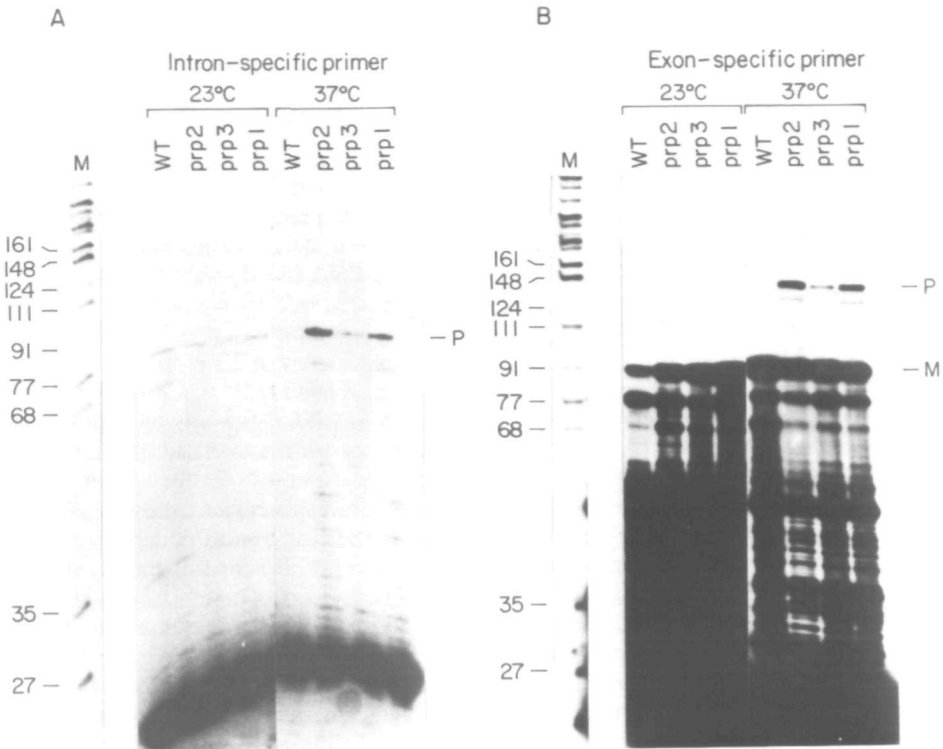 A
Intron-specific primer
23°C 37°C
M WT prp2 prp3 prp1 WT prp2 prp3 prp1
161
148
124
111
91
77
68
35
27
P
B
Exon-specific primer
23°C 37°C
M WT prp2 prp3 prp1 WT prp2 prp3 prp1
161
148
124
111
91
77
68
35
27
P
M